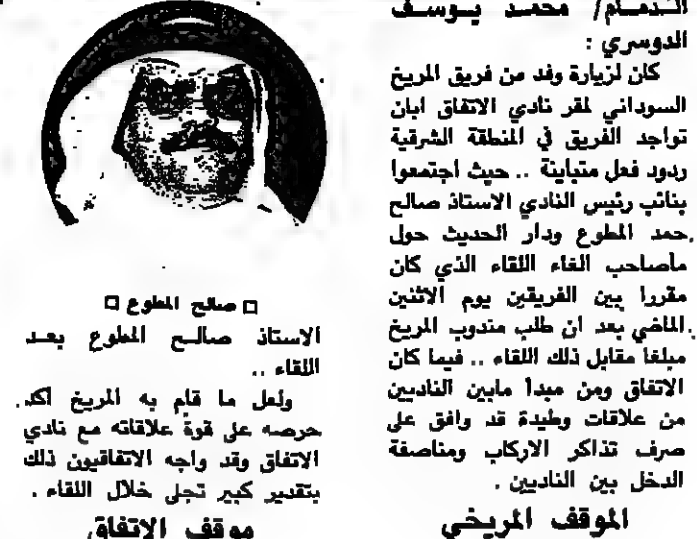 الدمام/ محمد يوسف
الدوسري :
كان لزيارة وفد من فريق المريخ
السوداني لمقر نادي الاتفاق ابان
تواجد الفريق في المنطقة الشرقية
ردود فعل متباينة .. حيث اجتمعوا
بنائب رئيس النادي الاستاذ صالح
حمد المطوع ودار الحديث حول
ماصاحب الغاء اللقاء الذي كان
مقررا بين الفريقين يوم الاثنين
الماضي بعد ان طلب مندوب المريخ
مبلغا مقابل ذلك اللقاء .. فيما كان
الاتفاق ومن مبدأ مابين الناديين
من علاقات وطيدة قد وافق على
صرف تذاكر الاركاب ومناصفة
الدخل بين الناديين .
الموقف المريخي
□ صالح المطوع □
الاستاذ صالح المطوع بعد
اللقاء ..
ولعل ما قام به المريخ اكد
حرصه على قوة علاقاته مع نادي
الاتفاق وقد واجه الاتفاقيون ذلك
بتقدير كبير تجلى خلال اللقاء .
موقف الاتفاق